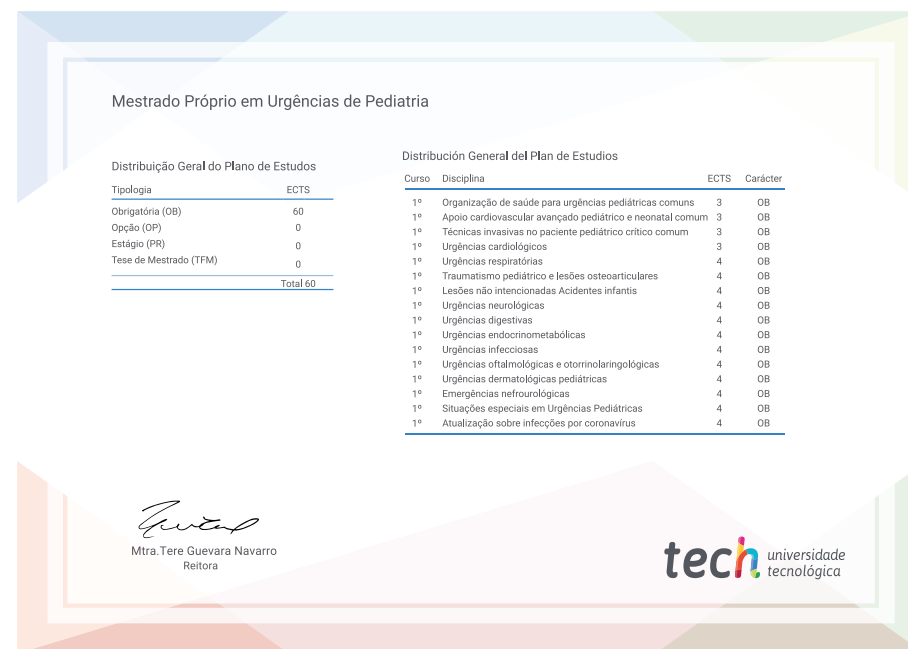 Mestrado Próprio em Urgências de Pediatria
Distribuição Geral do Plano de Estudos
Tipologia ECTS
Obrigatória (OB) 60
Opção (OP) 0
Estágio (PR) 0
Tese de Mestrado (TFM) 0
Total 60
Distribución General del Plan de Estudios
Curso Disciplina ECTS Carácter
1º Organização de saúde para urgências pediátricas comuns 3 OB
1º Apoio cardiovascular avançado pediátrico e neonatal comum 3 OB
1º Técnicas invasivas no paciente pediátrico crítico comum 3 OB
1º Urgências cardiológicos 3 OB
1º Urgências respiratórias 4 OB
1º Traumatismo pediátrico e lesões osteoarticulares 4 OB
1º Lesões não intencionadas Acidentes infantis 4 OB
1º Urgências neurológicas 4 OB
1º Urgências digestivas 4 OB
1º Urgências endocrinometabólicas 4 OB
1º Urgências infecciosas 4 OB
1º Urgências oftalmológicas e otorrinolaringológicas 4 OB
1º Urgências dermatológicas pediátricas 4 OB
1º Emergências nefrourológicas 4 OB
1º Situações especiais em Urgências Pediátricas 4 OB
1º Atualização sobre infecções por coronavírus 4 OB
Mtra.Tere Guevara Navarro
Reitora
tech universidade
tecnológica